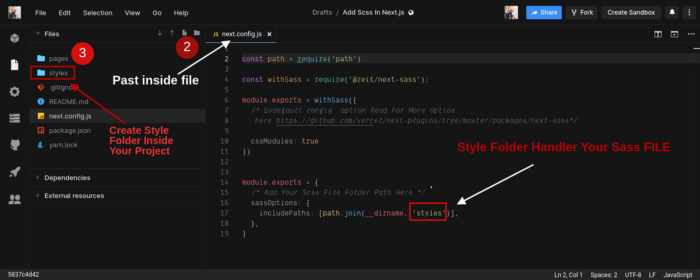 File Edit Selection View Go Help
Drafts / Add Scss In Next.js
Share Fork Create Sandbox
Files
pages
styles
.gitignore
README.md
next.config.js
package.json
yarn.lock
Dependencies
External resources
3
Create Style
Folder Inside
Your Project
2
Past inside file
JS next.config.js
2 const path = require('path')
3
4 const withSass = require('@zeit/next-sass');
5
6 module.exports = withSass({
7 /* bydefault config option Read For More Option
8 here https://github.com/vercel/next-plugins/tree/master/packages/next-sass*/
9
10 cssModules: true
11 })
12
13
14 module.exports = {
15 /* Add Your Scss File Folder Path Here */
16 sassOptions: {
17 includePaths: [path.join(__dirname, 'styles')],
18 },
19 }
Style Folder Handler Your Sass FILE
5837c4d42
Ln 2, Col 1 Spaces: 2 UTF-8 LF JavaScript